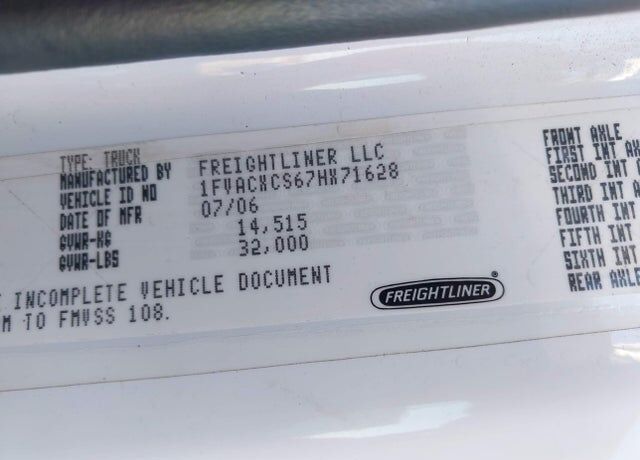 TYPE: TRUCK
MANUFACTURED BY FREIGHTLINER LLC
VEHICLE ID NO 1FVACXCS67HX71628
DATE OF MFR 07/06
GVWR-KG 14,515
GVWR-LBS 32,000
INCOMPLETE VEHICLE DOCUMENT
TO FMVSS 108.
FREIGHTLINER®
FRONT AXLE
FIRST INT AX
SECOND INT
THIRD INT
FOURTH INT
FIFTH INT
SIXTH INT
REAR AXLE